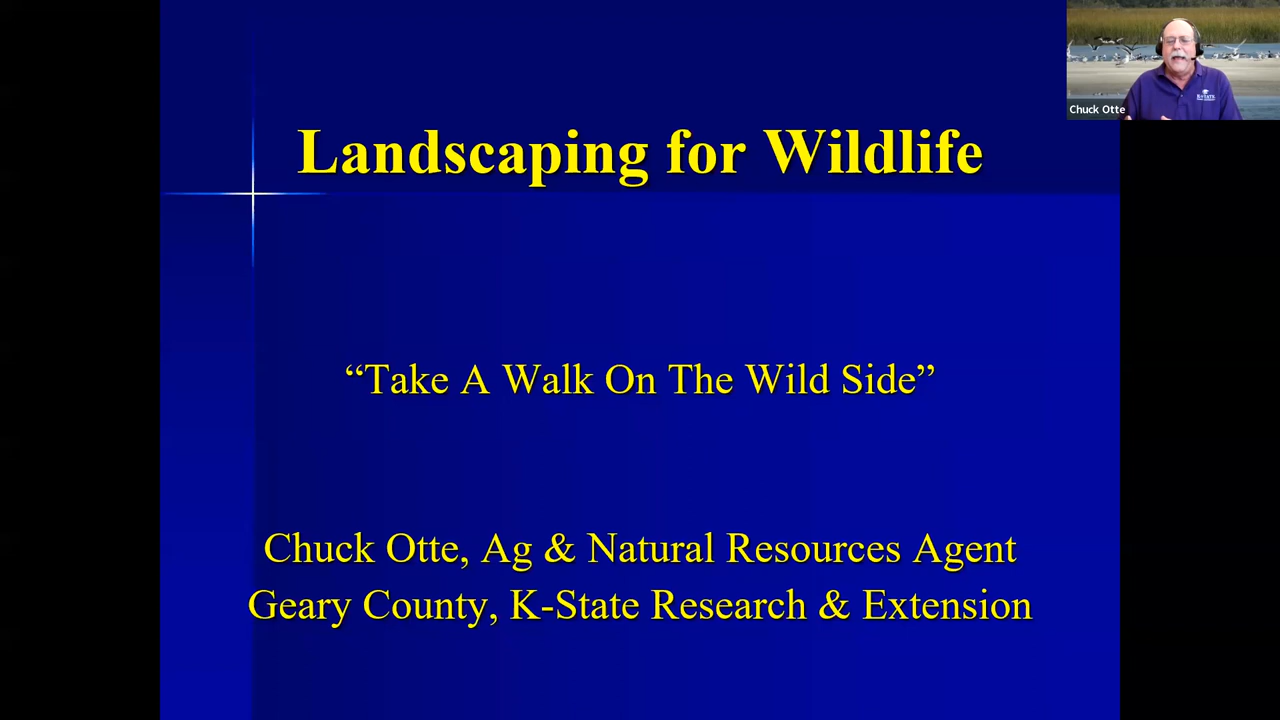 Landscaping for Wildlife
Chuck Otte
“Take A Walk On The Wild Side”
Chuck Otte, Ag & Natural Resources Agent
Geary County, K-State Research & Extension